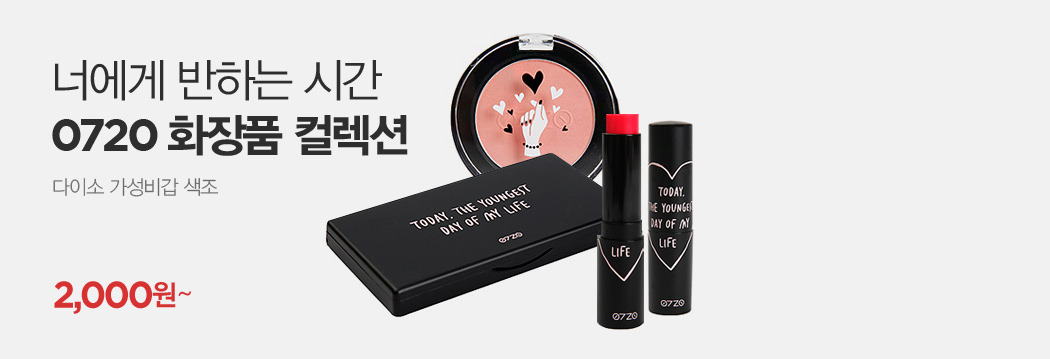 너에게 반하는 시간
0720 화장품 컬렉션
다이소 가성비갑 색조
2,000원~
TODAY. THE YOUNGEST
DAY OF MY LIFE
0720
LIFE
0720
TODAY.
THE YOUNGEST
DAY OF MY
LIFE
0720